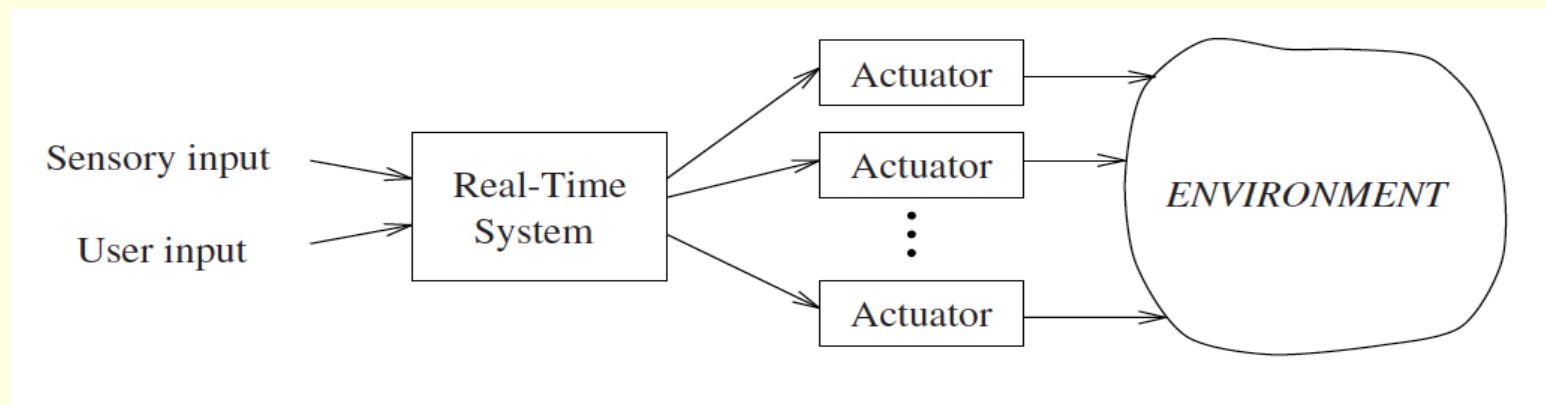 Sensory input
User input
Real-Time
System
Actuator
Actuator
Actuator
ENVIRONMENT